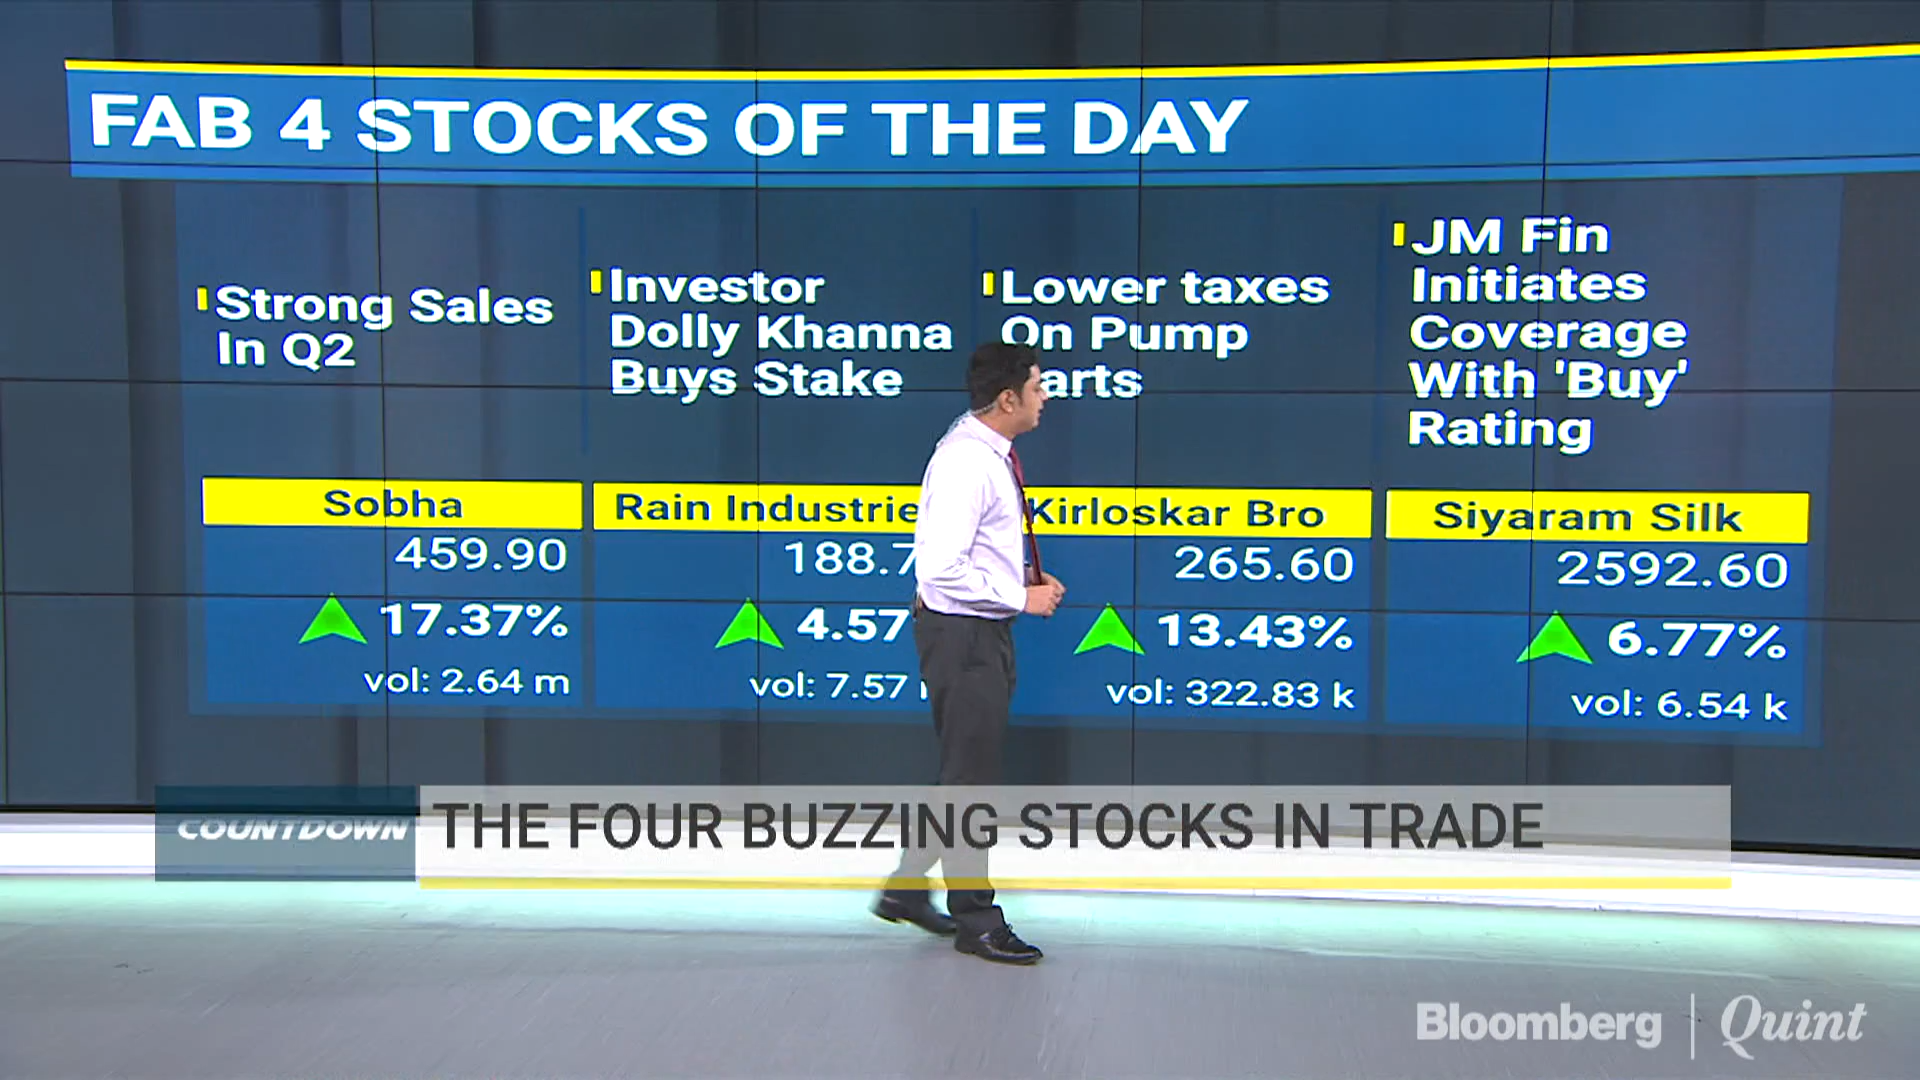 FAB 4 STOCKS OF THE DAY
Strong Sales
In Q2
Investor
Dolly Khanna
Buys Stake
Lower taxes
On Pump
arts
JM Fin
Initiates
Coverage
With 'Buy'
Rating
Sobha
459.90
17.37%
vol: 2.64 m
Rain Industrie
188.7
4.57
vol: 7.57
Kirloskar Bro
265.60
13.43%
vol: 322.83 k
Siyaram Silk
2592.60
6.77%
vol: 6.54 k
COUNTDOWN
THE FOUR BUZZING STOCKS IN TRADE
Bloomberg | Quint